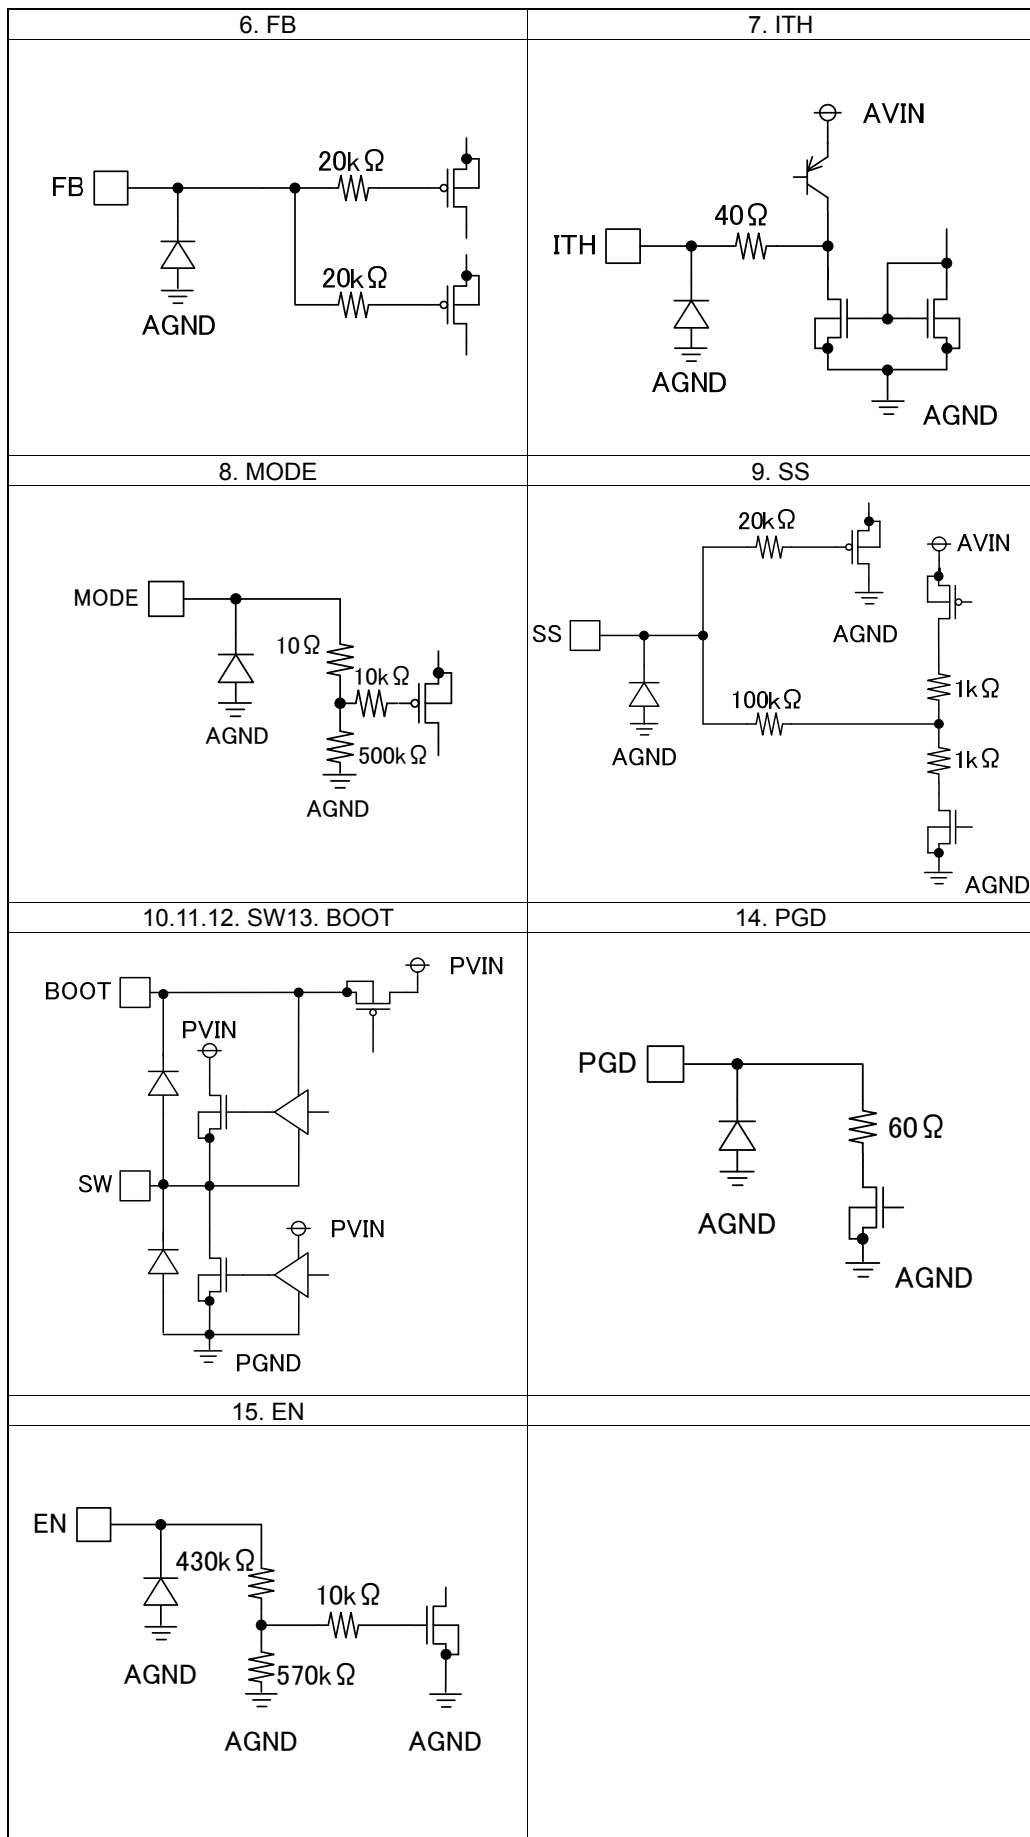 6. FB
7. ITH
FB
20kΩ
20kΩ
AGND
AVIN
40Ω
ITH
AGND
AGND
8. MODE
9. SS
MODE
10Ω
10kΩ
500kΩ
AGND
AGND
20kΩ
AVIN
SS
AGND
1kΩ
100kΩ
1kΩ
AGND
AGND
10.11.12. SW13. BOOT
14. PGD
BOOT
PVIN
PVIN
SW
PVIN
PGND
PGD
60Ω
AGND
AGND
15. EN
EN
430kΩ
10kΩ
570kΩ
AGND
AGND
AGND